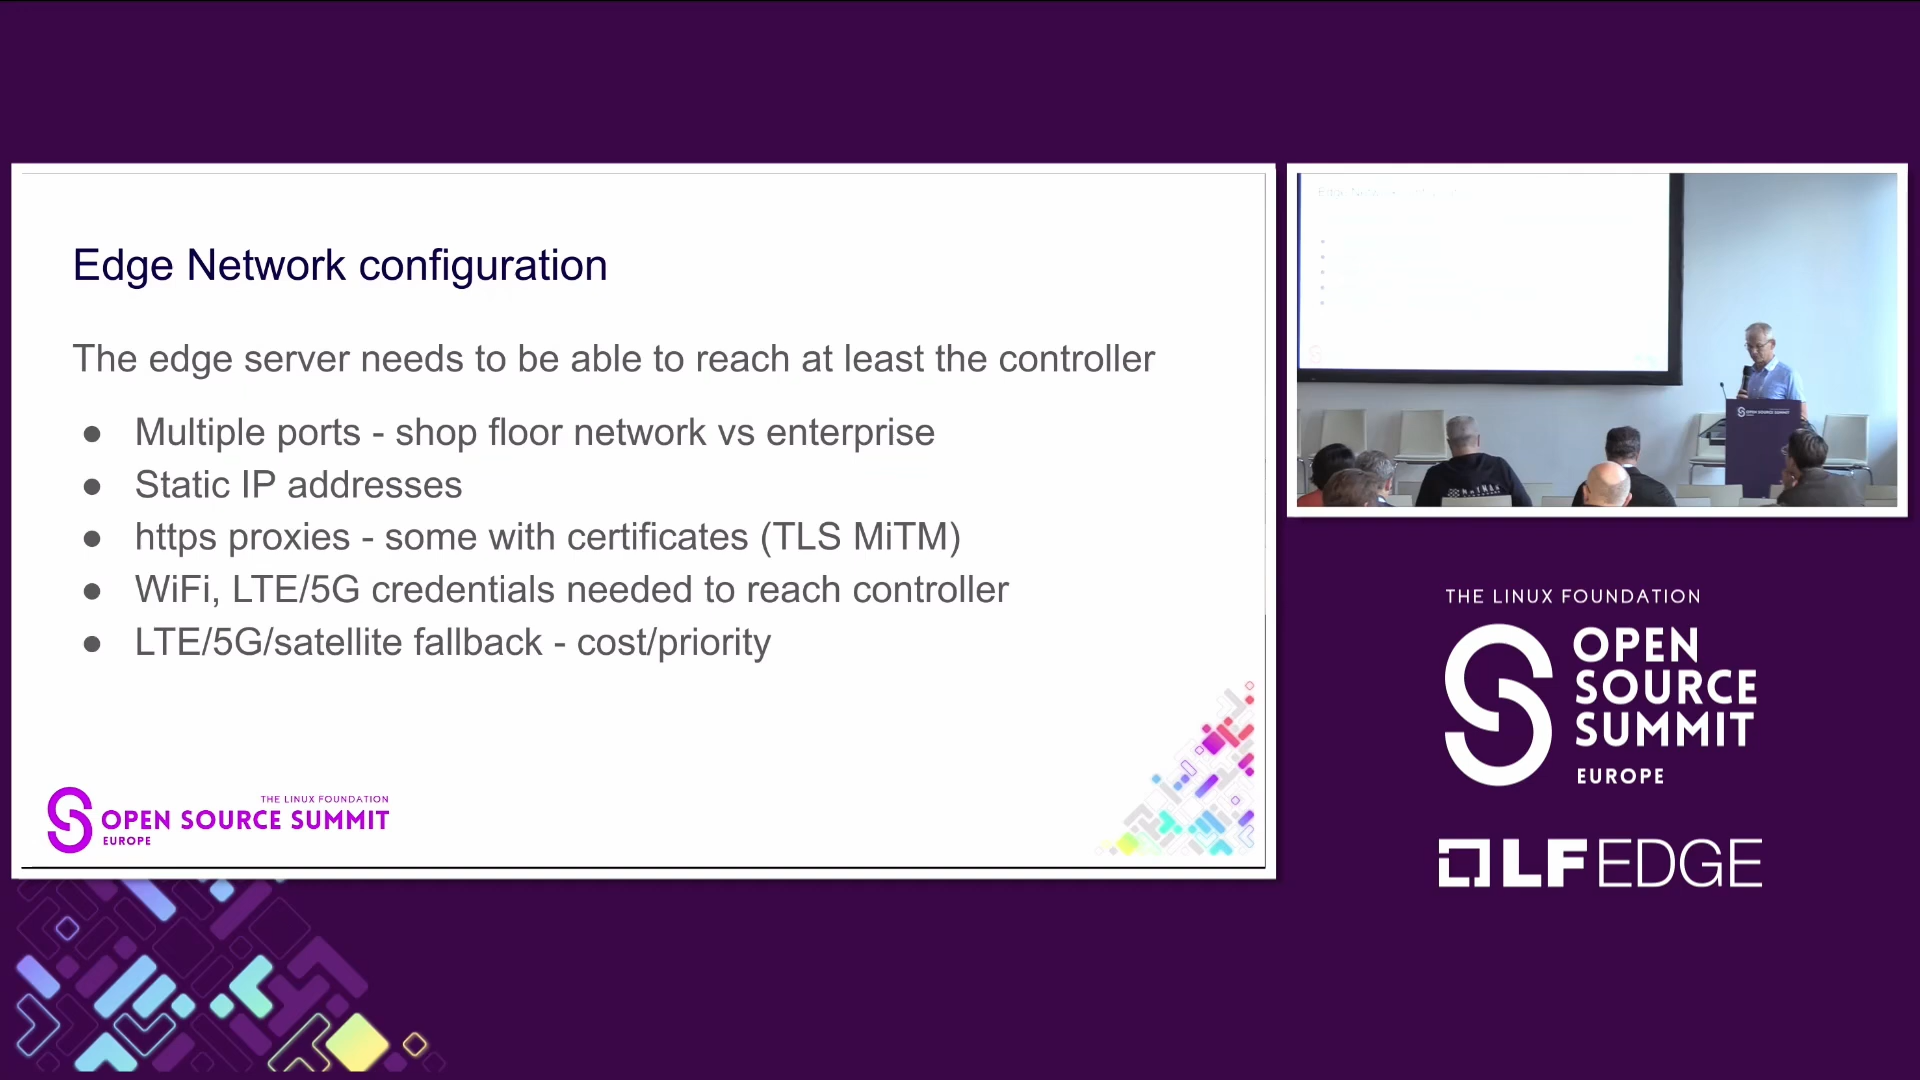 Edge Network configuration
The edge server needs to be able to reach at least the controller
● Multiple ports - shop floor network vs enterprise
● Static IP addresses
● https proxies - some with certificates (TLS MiTM)
● WiFi, LTE/5G credentials needed to reach controller
● LTE/5G/satellite fallback - cost/priority
THE LINUX FOUNDATION
OPEN SOURCE SUMMIT
EUROPE
THE LINUX FOUNDATION
OPEN
SOURCE
SUMMIT
EUROPE
LF EDGE
OPEN SOURCE SUMMIT